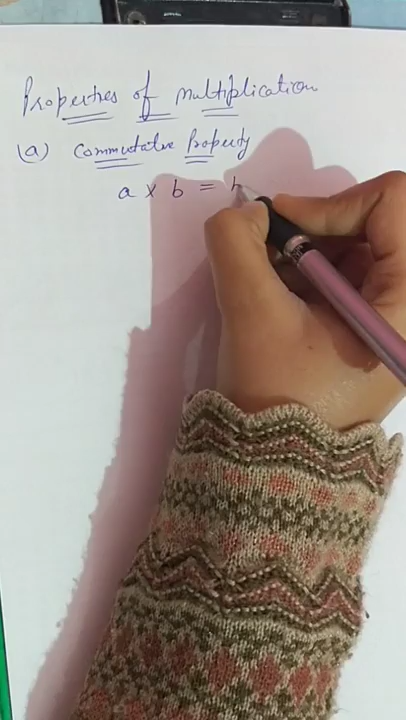 Properties of multiplication
(a) Commutative Property
a x b = b